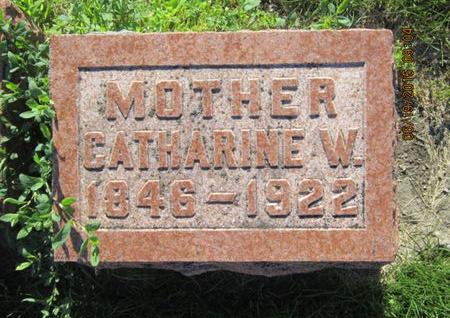 MOTHER
CATHARINE W.
1846-1922